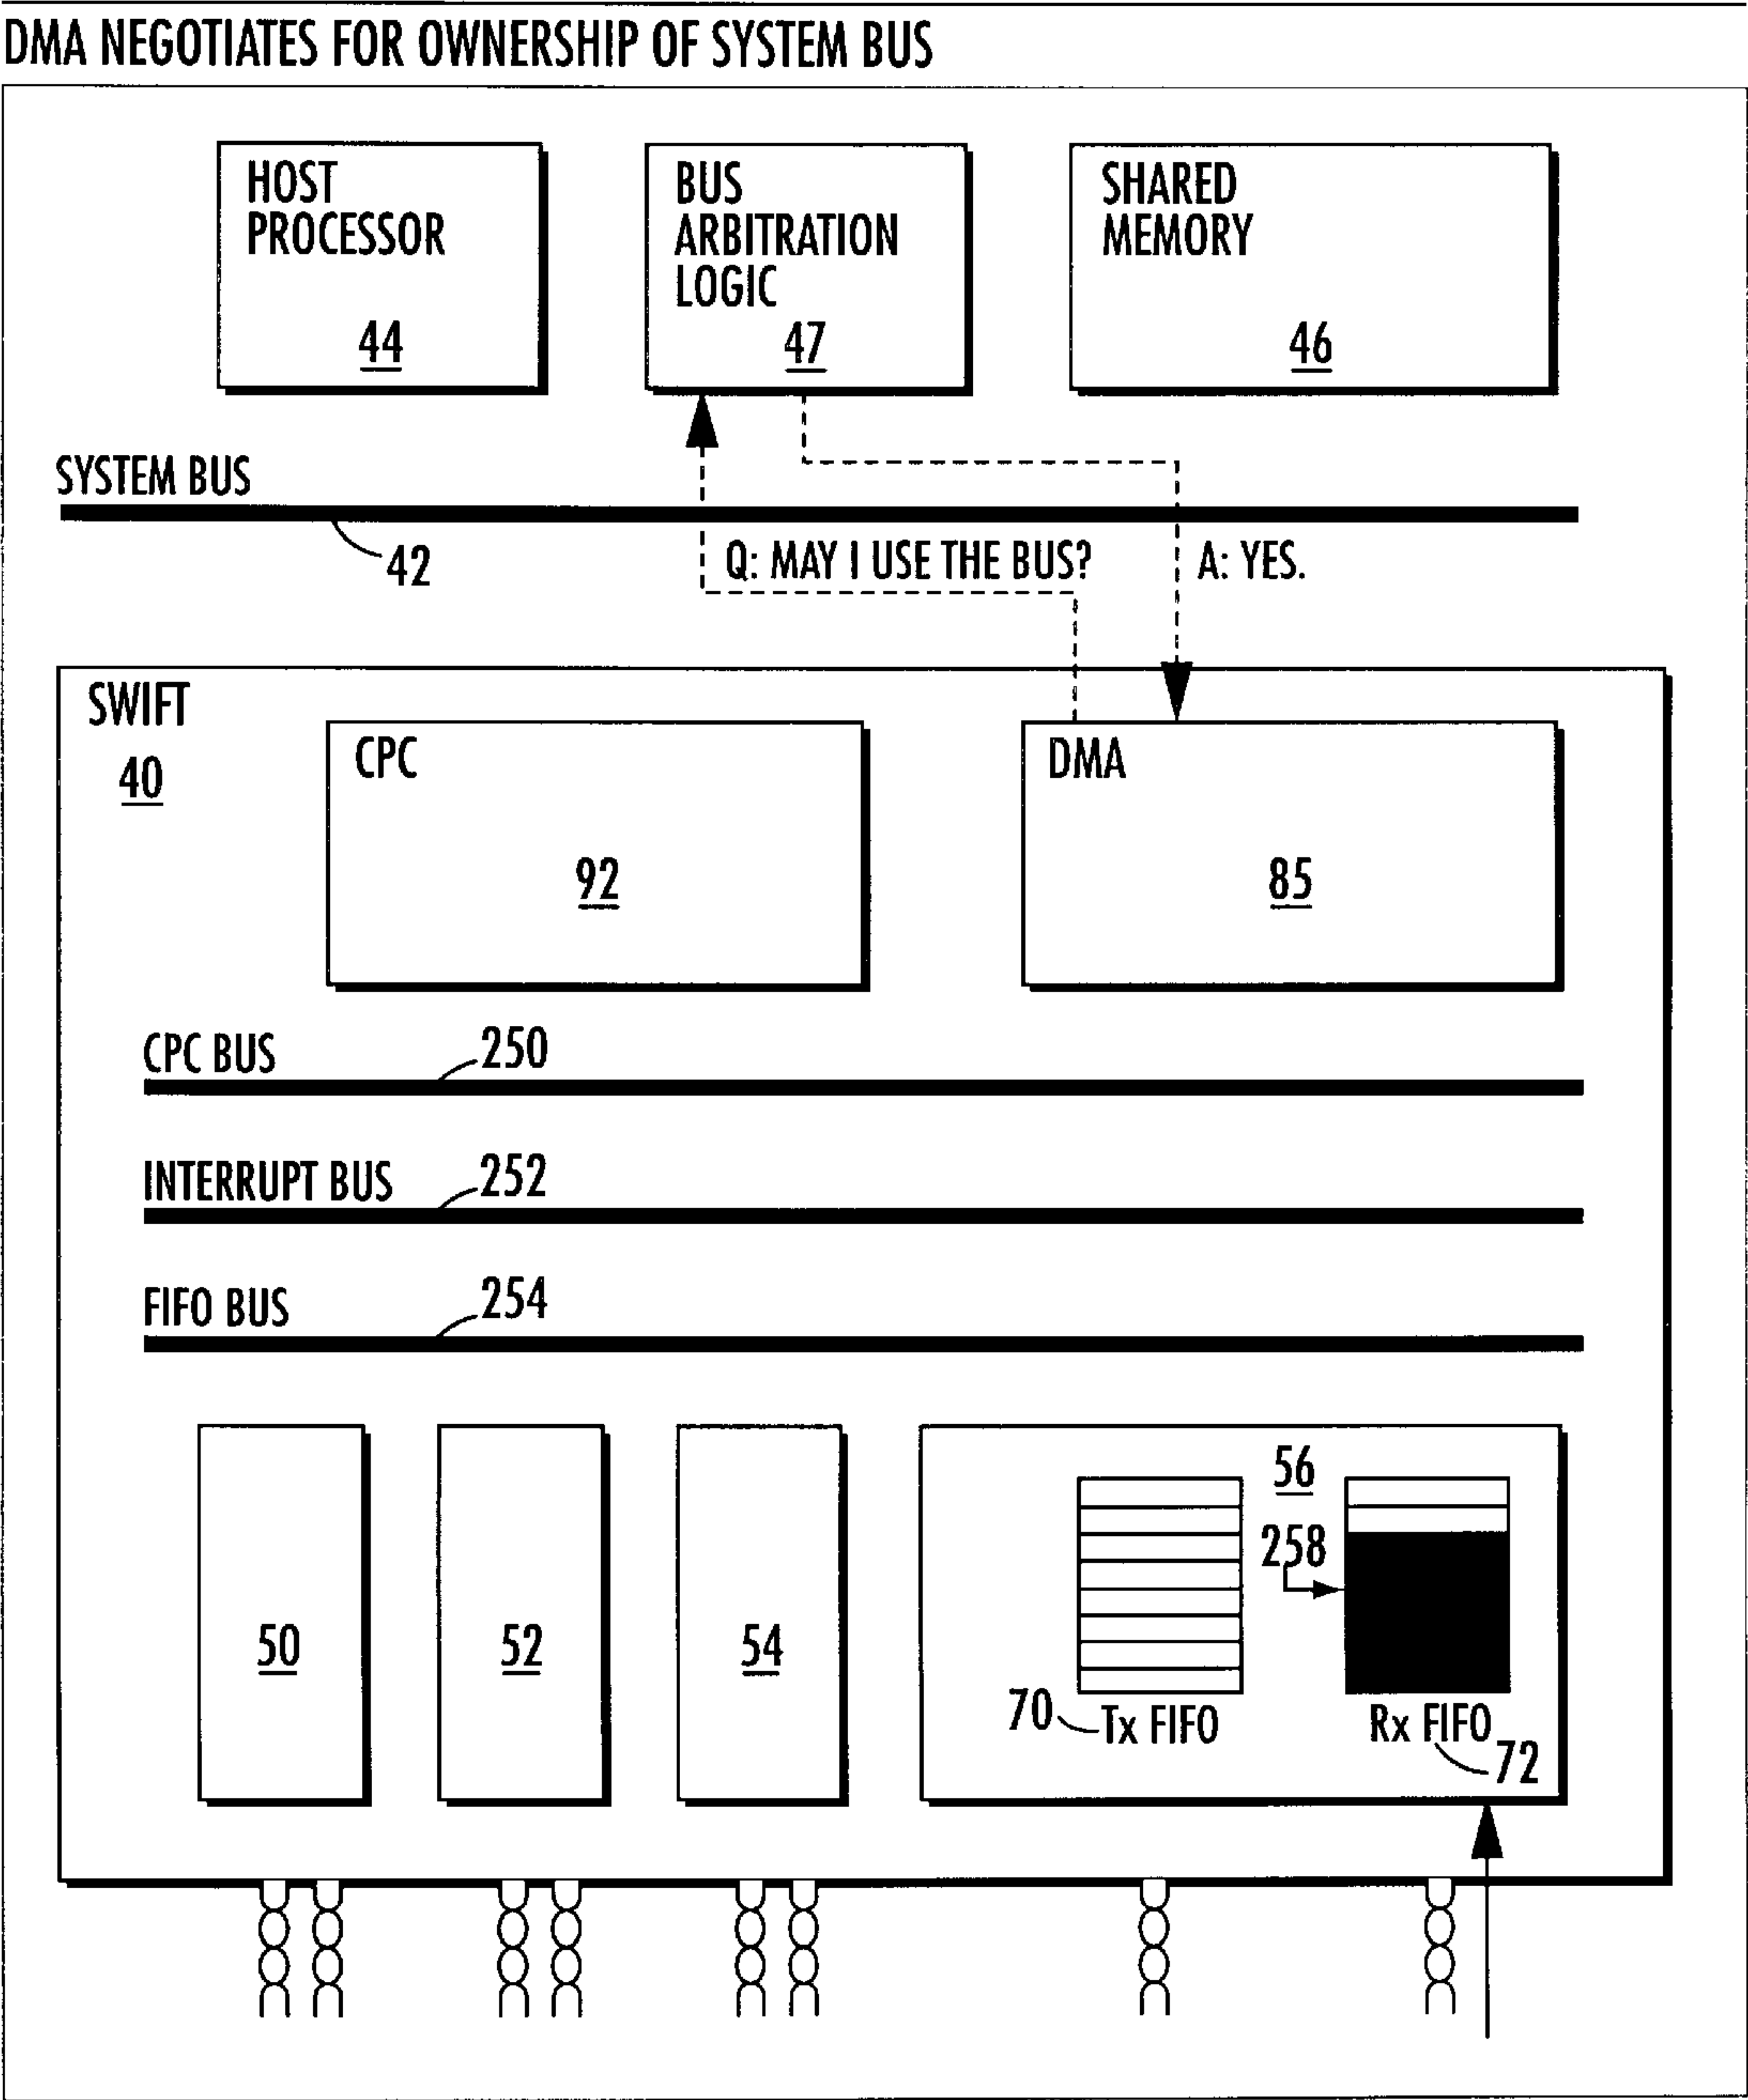 DMA NEGOTIATES FOR OWNERSHIP OF SYSTEM BUS
HOST
PROCESSOR
44
BUS
ARBITRATION
LOGIC
47
SHARED
MEMORY
46
SYSTEM BUS
42
Q: MAY I USE THE BUS?
A: YES.
SWIFT
40
CPC
92
DMA
85
CPC BUS
250
INTERRUPT BUS
252
FIFO BUS
254
50
52
54
56
258
70
Tx FIFO
Rx FIFO
72